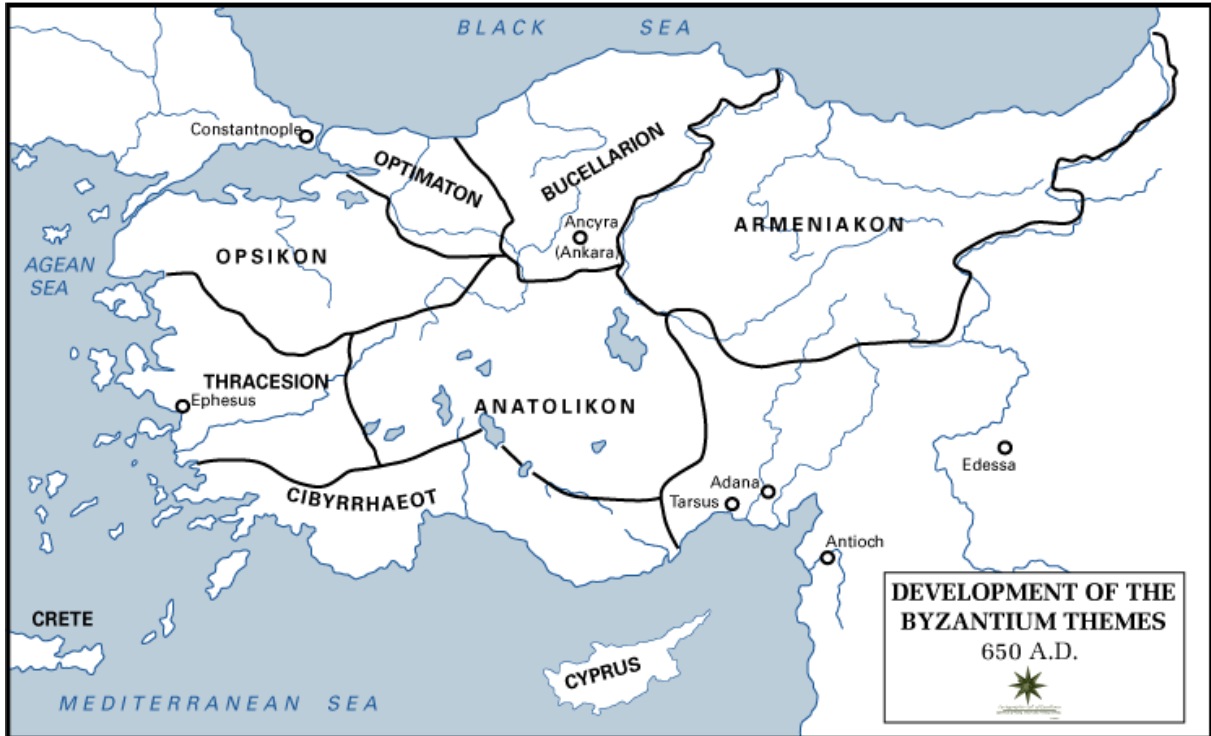 BLACK SEA
Constantnople
OPTIMATON
BUCELLARION
Ancyra
(Ankara)
ARMENIAKON
OPSIKON
AGEAN
SEA
THRACESION
Ephesus
ANATOLIKON
Edessa
CIBYRRHAEOT
Adana
Tarsus
Antioch
CRETE
CYPRUS
MEDITERRANEAN SEA
DEVELOPMENT OF THE
BYZANTIUM THEMES
650 A.D.